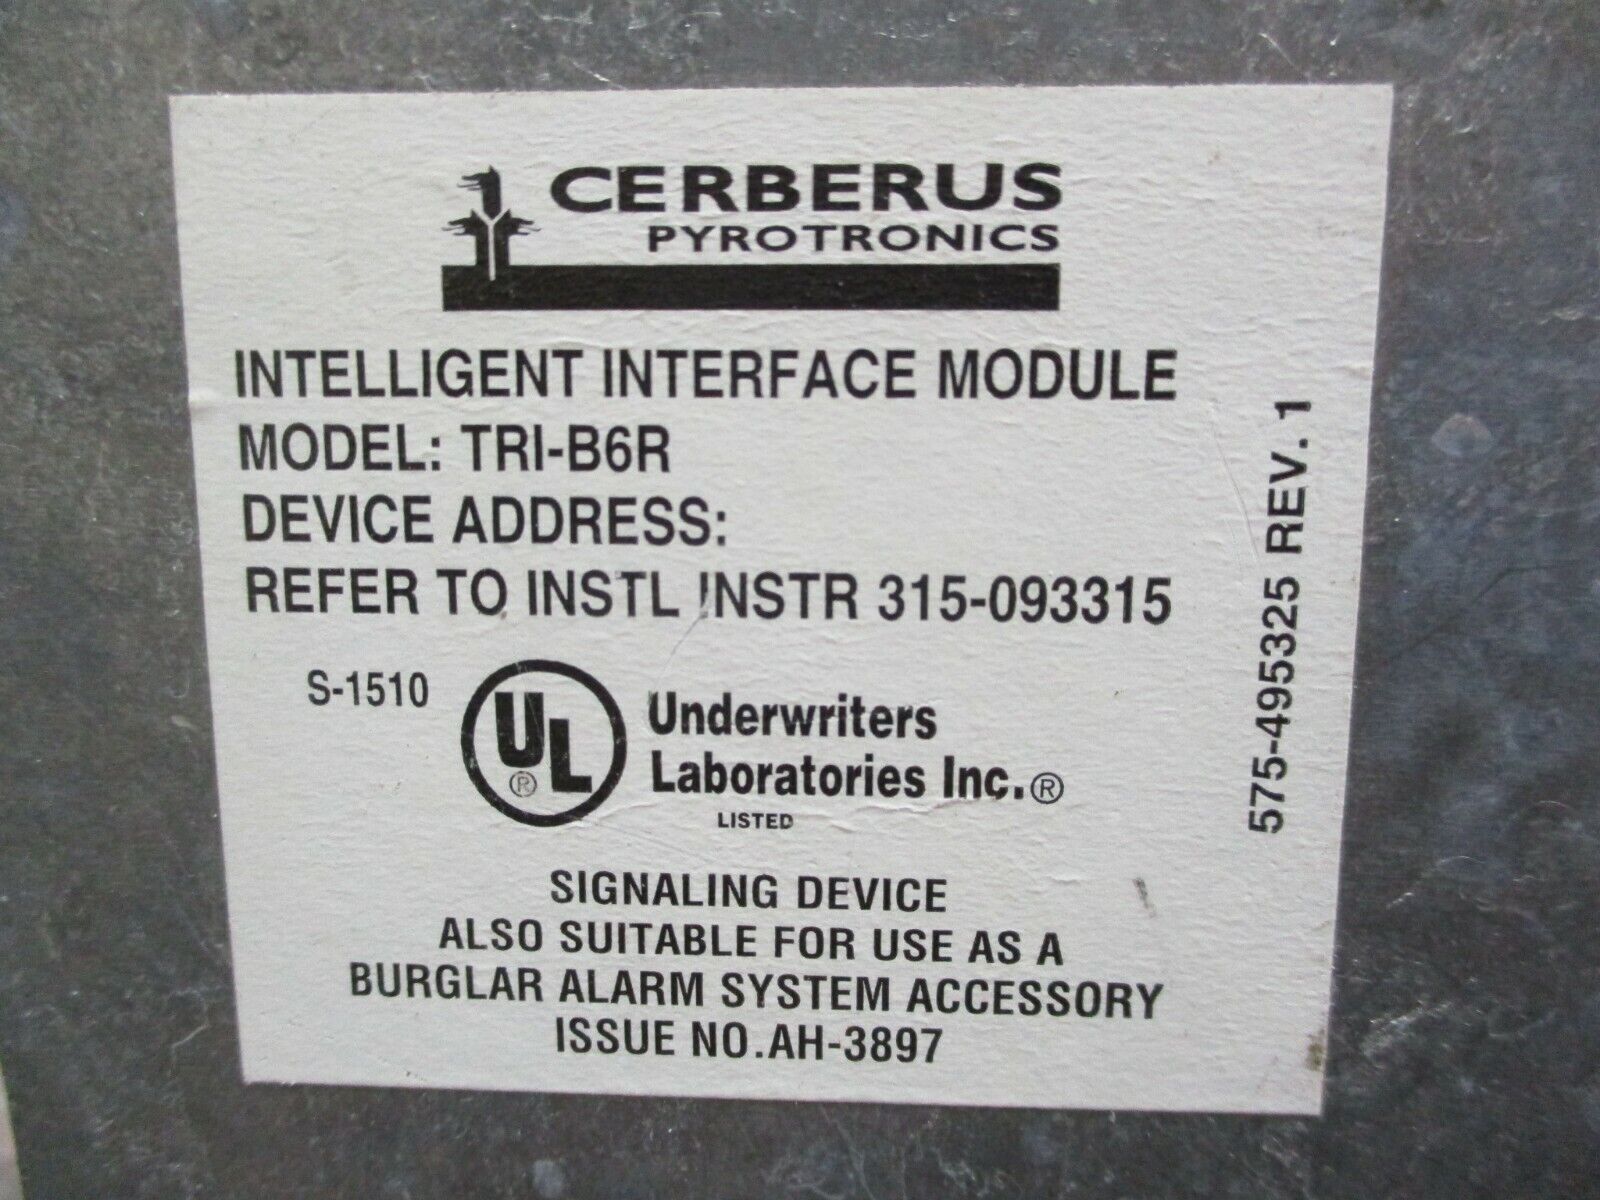 CERBERUS
PYROTRONICS
INTELLIGENT INTERFACE MODULE
MODEL: TRI-B6R
DEVICE ADDRESS:
REFER TO INSTL INSTR 315-093315
S-1510
UL®
Underwriters
Laboratories Inc.®
LISTED
SIGNALING DEVICE
ALSO SUITABLE FOR USE AS A
BURGLAR ALARM SYSTEM ACCESSORY
ISSUE NO.AH-3897
575-495325 REV. 1